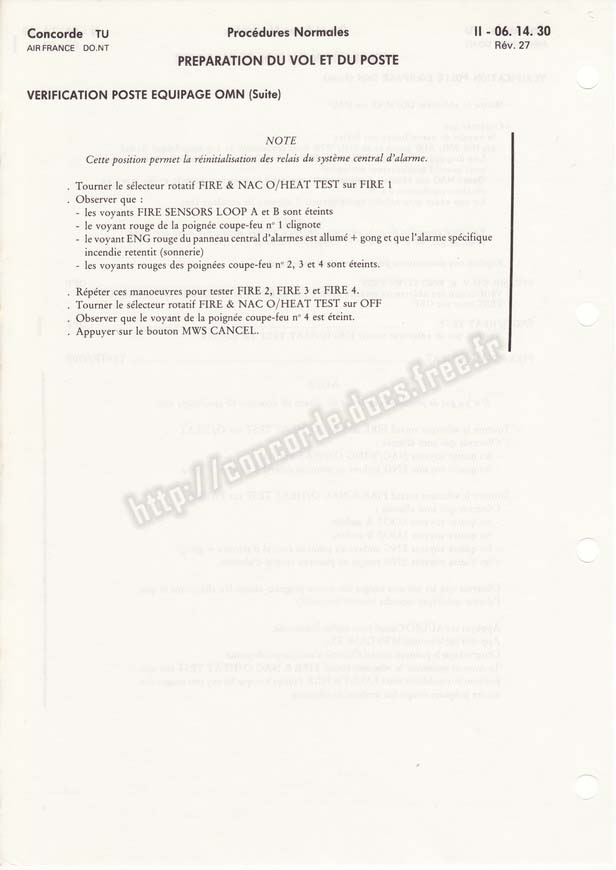 Concorde TU
Procédures Normales
II - 06. 14. 30
AIR FRANCE DO.NT
Rév. 27
PREPARATION DU VOL ET DU POSTE
VERIFICATION POSTE EQUIPAGE OMN (Suite)
NOTE
Cette position permet la réinitialisation des relais du système central d'alarme.
. Tourner le sélecteur rotatif FIRE & NAC O/HEAT TEST sur FIRE 1
. Observer que :
- les voyants FIRE SENSORS LOOP A et B sont éteints
- le voyant rouge de la poignée coupe-feu n° 1 clignote
- le voyant ENG rouge du panneau central d'alarmes est allumé + gong et que l'alarme spécifique
incendie retentit (sonnerie)
- les voyants rouges des poignées coupe-feu n° 2, 3 et 4 sont éteints.
. Répéter ces manoeuvres pour tester FIRE 2, FIRE 3 et FIRE 4.
. Tourner le sélecteur rotatif FIRE & NAC O/HEAT TEST sur OFF
. Observer que le voyant de la poignée coupe-feu n° 4 est éteint.
. Appuyer sur le bouton MWS CANCEL.
http://concorde.docs.free.fr